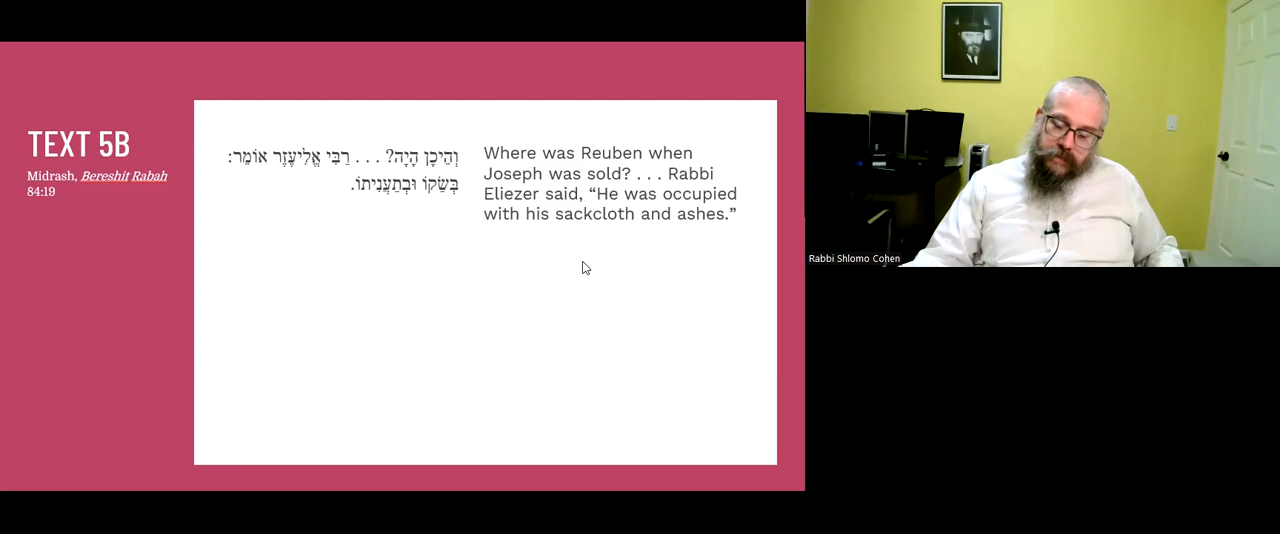 TEXT 5B
Midrash, Bereshit Rabah
84:19
וְהֵיכָן הָיָה? . . . רַבִּי אֱלִיעֶזֶר אוֹמֵר:
בְּשַׂקוֹ וּבְתַעֲנִיתוֹ.
Where was Reuben when
Joseph was sold? . . . Rabbi
Eliezer said, “He was occupied
with his sackcloth and ashes.”
Rabbi Shlomo Cohen